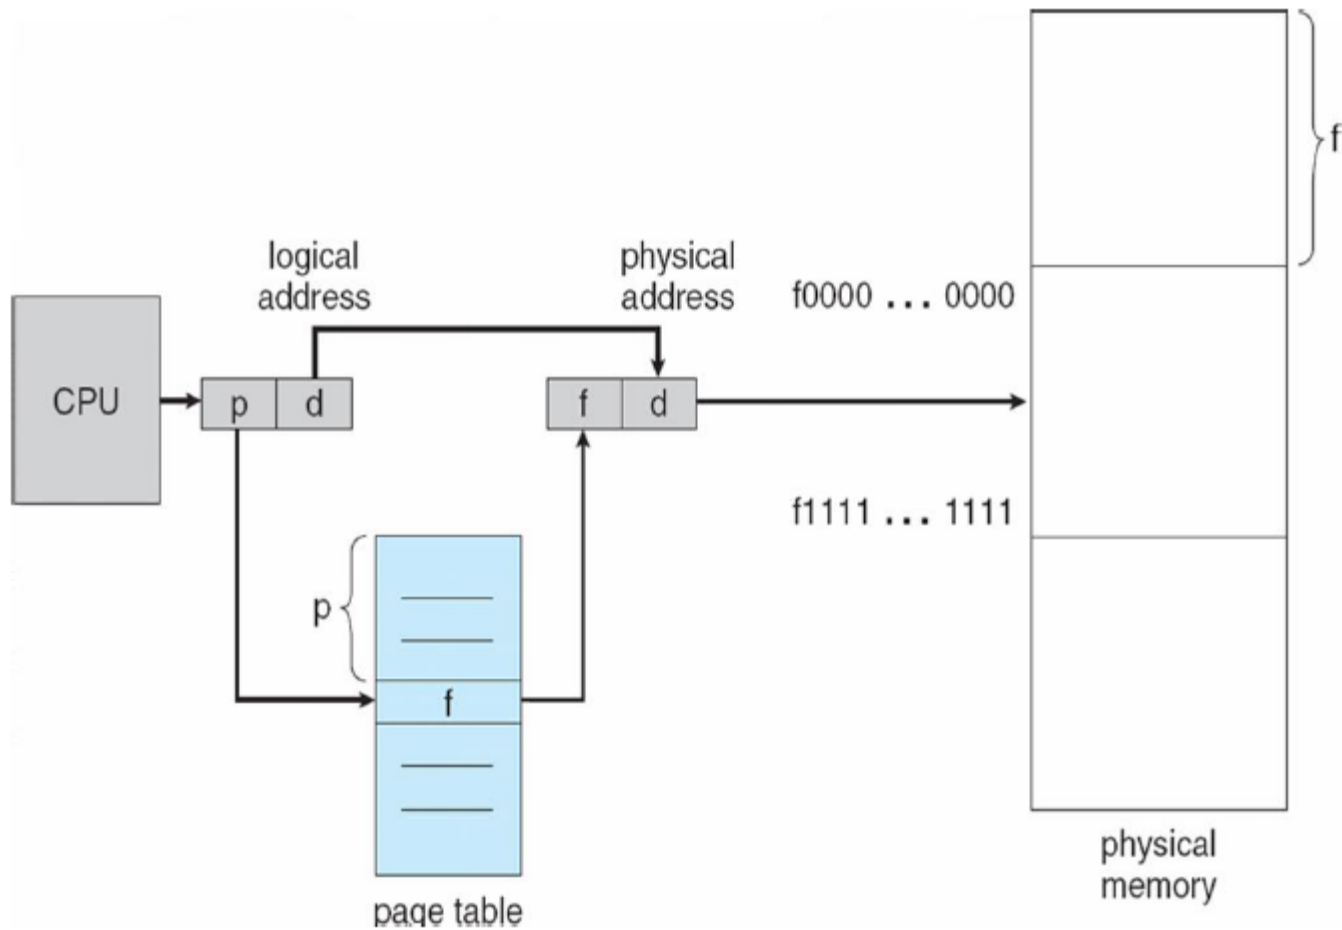 f
logical
address
physical
address
f0000 ... 0000
CPU
p
d
f
d
f1111 ... 1111
p
f
physical
memory
page table